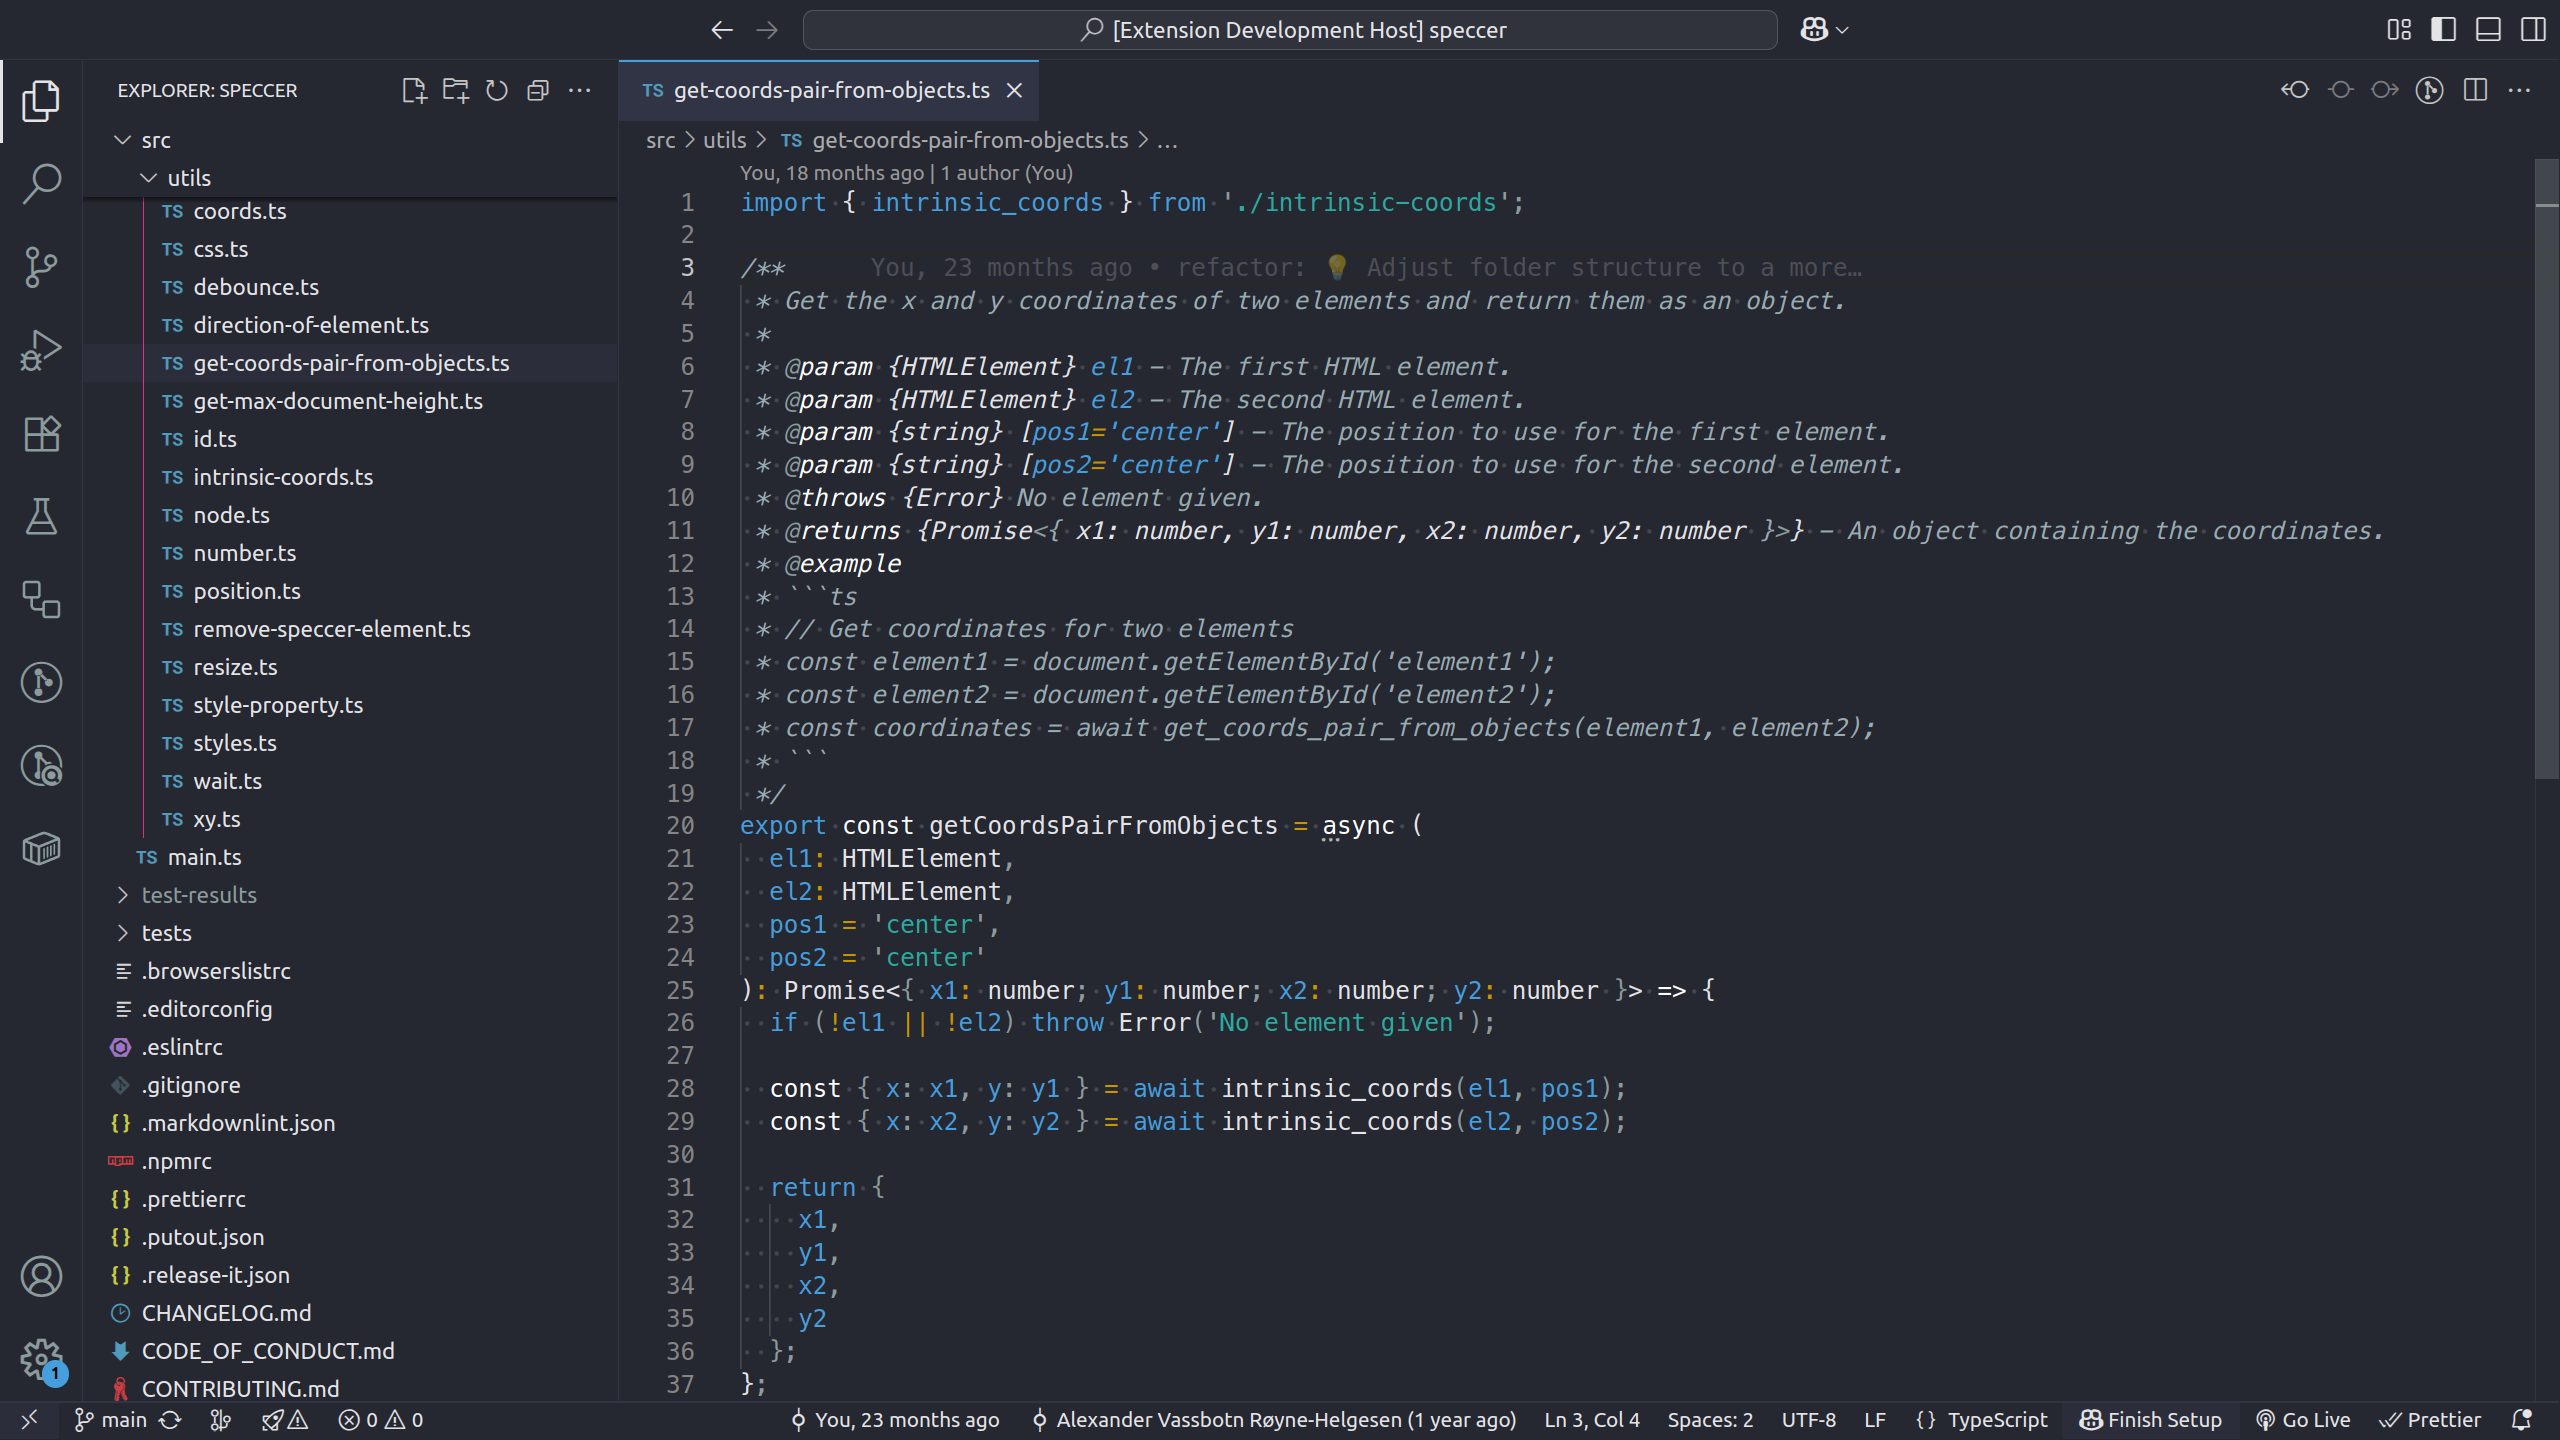 [Extension Development Host] speccer
EXPLORER: SPECCER
src
utils
TS coords.ts
TS css.ts
TS debounce.ts
TS direction-of-element.ts
TS get-coords-pair-from-objects.ts
TS get-max-document-height.ts
TS id.ts
TS intrinsic-coords.ts
TS node.ts
TS number.ts
TS position.ts
TS remove-speccer-element.ts
TS resize.ts
TS style-property.ts
TS styles.ts
TS wait.ts
TS xy.ts
TS main.ts
test-results
tests
.browserslistrc
.editorconfig
.eslintrc
.gitignore
{} .markdownlint.json
.npmrc
{} .prettierrc
{} .putout.json
{} .release-it.json
CHANGELOG.md
CODE_OF_CONDUCT.md
CONTRIBUTING.md
1
TS get-coords-pair-from-objects.ts
src > utils > TS get-coords-pair-from-objects.ts > ...
You, 18 months ago | 1 author (You)
1 import { intrinsic_coords } from './intrinsic-coords';
2
3 /** You, 23 months ago • refactor: 💡 Adjust folder structure to a more…
4 * Get the x and y coordinates of two elements and return them as an object.
5 *
6 * @param {HTMLElement} el1 - The first HTML element.
7 * @param {HTMLElement} el2 - The second HTML element.
8 * @param {string} [pos1='center'] - The position to use for the first element.
9 * @param {string} [pos2='center'] - The position to use for the second element.
10 * @throws {Error} No element given.
11 * @returns {Promise<{ x1: number, y1: number, x2: number, y2: number }>} - An object containing the coordinates.
12 * @example
13 * ```ts
14 * // Get coordinates for two elements
15 * const element1 = document.getElementById('element1');
16 * const element2 = document.getElementById('element2');
17 * const coordinates = await get_coords_pair_from_objects(element1, element2);
18 * ```
19 */
20 export const getCoordsPairFromObjects = async (
21 el1: HTMLElement,
22 el2: HTMLElement,
23 pos1 = 'center',
24 pos2 = 'center'
25 ): Promise<{ x1: number; y1: number; x2: number; y2: number }> => {
26 if (!el1 || !el2) throw Error('No element given');
27
28 const { x: x1, y: y1 } = await intrinsic_coords(el1, pos1);
29 const { x: x2, y: y2 } = await intrinsic_coords(el2, pos2);
30
31 return {
32 x1,
33 y1,
34 x2,
35 y2
36 };
37 };
main 0 0 You, 23 months ago Alexander Vassbotn Røyne-Helgesen (1 year ago) Ln 3, Col 4 Spaces: 2 UTF-8 LF {} TypeScript Finish Setup Go Live Prettier